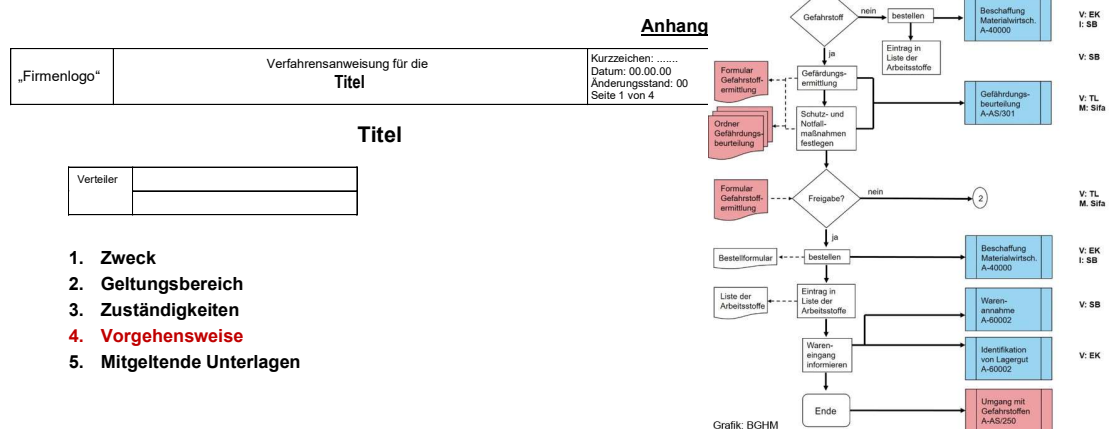 Anhang
„Firmenlogo“
Verfahrensanweisung für die
Titel
Kurzzeichen: .......
Datum: 00.00.00
Änderungsstand: 00
Seite 1 von 4
Titel
Verteiler
1. Zweck
2. Geltungsbereich
3. Zuständigkeiten
4. Vorgehensweise
5. Mitgeltende Unterlagen
Gefahrstoff
nein
bestellen
Beschaffung
Materialwirtsch.
A-40000
V: EK
I: SB
ja
Eintrag in
Liste der
Arbeitsstoffe
V: SB
Formular
Gefahrstoff-
ermittlung
Gefärdungs-
ermittlung
Gefährdungs-
beurteilung
A-AS/301
V: TL
M: Sifa
Ordner
Gefährdungs-
beurteilung
Schutz- und
Notfall-
maßnahmen
festlegen
Formular
Gefahrstoff-
ermittlung
Freigabe?
nein
2
V: TL
M. Sifa
ja
Bestellformular
bestellen
Beschaffung
Materialwirtsch.
A-40000
V: EK
I: SB
Liste der
Arbeitsstoffe
Eintrag in
Liste der
Arbeitsstoffe
Waren-
annahme
A-60002
V: SB
Waren-
eingang
informieren
Identifikation
von Lagergut
A-60002
V: EK
Ende
Umgang mit
Gefahrstoffen
A-AS/250
Grafik: BGHM